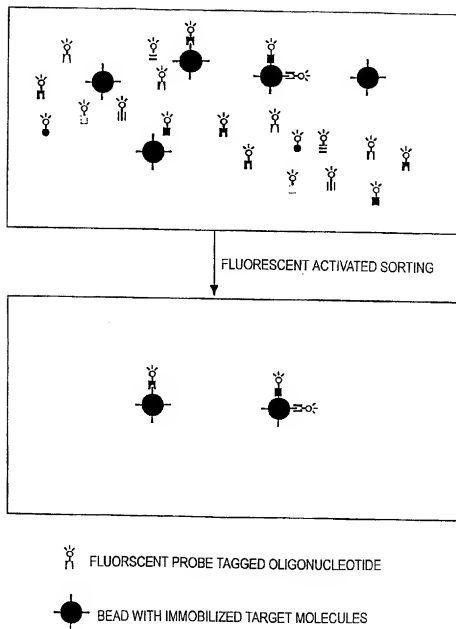 FLUORESCENT ACTIVATED SORTING
FLUORSCENT PROBE TAGGED OLIGONUCLEOTIDE
BEAD WITH IMMOBILIZED TARGET MOLECULES